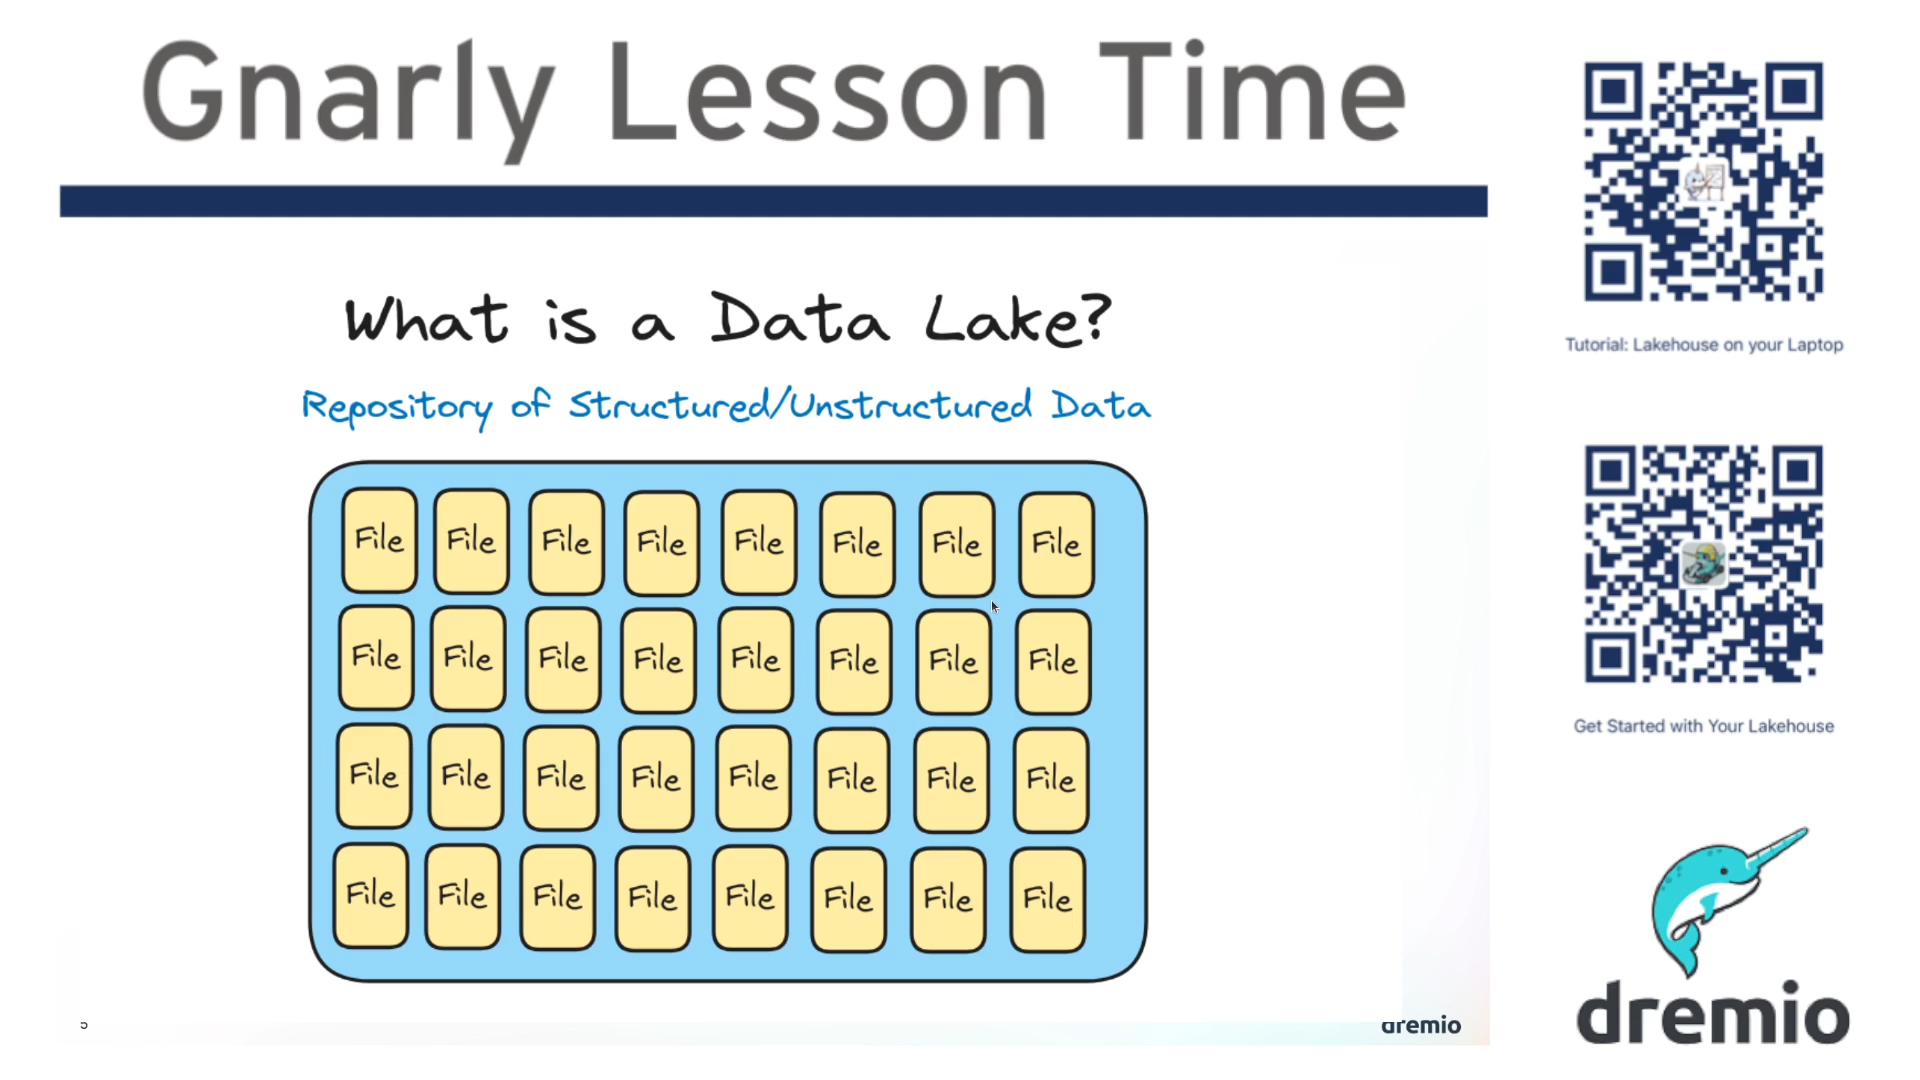 Gnarly Lesson Time
What is a Data Lake?
Repository of Structured/Unstructured Data
File File File File File File File File
File File File File File File File File
File File File File File File File File
File File File File File File File File
5
dremio
Tutorial: Lakehouse on your Laptop
Get Started with Your Lakehouse
dremio